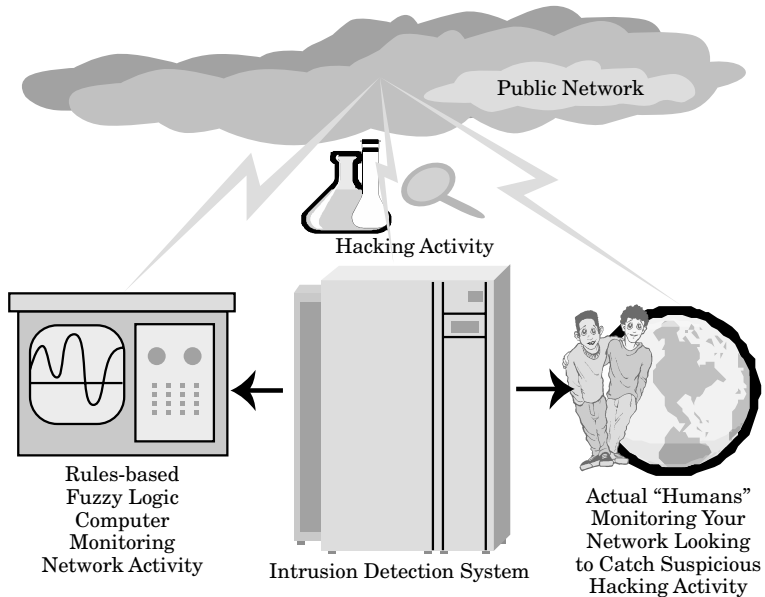 Public Network
Hacking Activity
Rules-based
Fuzzy Logic
Computer
Monitoring
Network Activity
Intrusion Detection System
Actual “Humans”
Monitoring Your
Network Looking
to Catch Suspicious
Hacking Activity